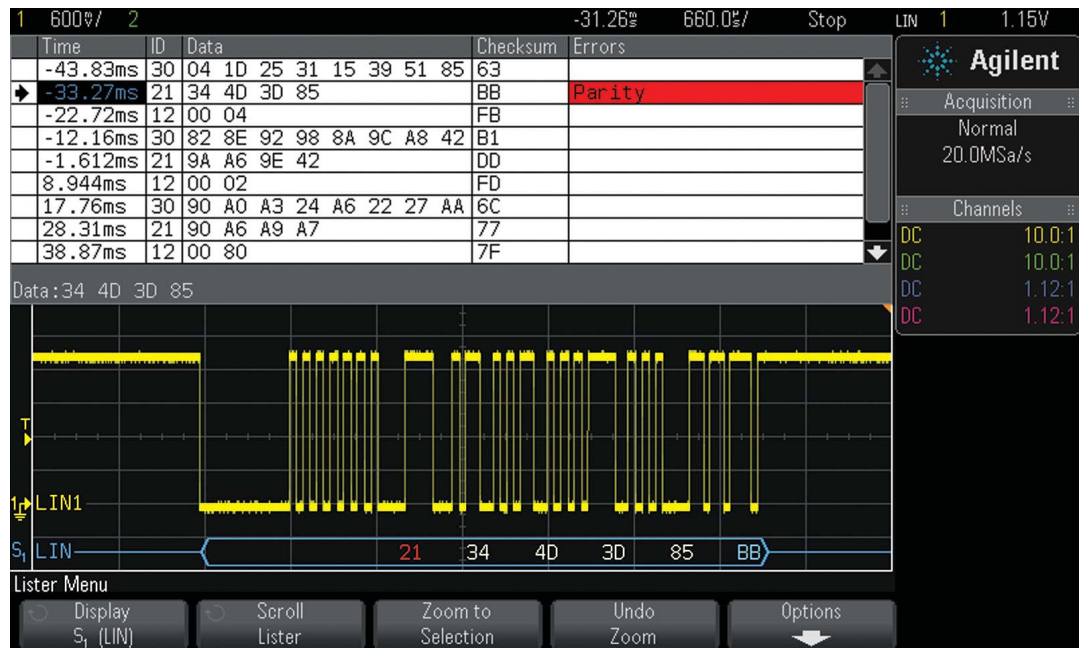 1 600⁠m̸V/ 2 -31.26ms 660.0µs/ Stop LIN 1 1.15V
Time ID Data Checksum Errors
-43.83ms 30 04 1D 25 31 15 39 51 85 63
-33.27ms 21 34 4D 3D 85 BB Parity
-22.72ms 12 00 04 FB
-12.16ms 30 82 8E 92 98 8A 9C A8 42 B1
-1.612ms 21 9A A6 9E 42 DD
8.944ms 12 00 02 FD
17.76ms 30 90 A0 A3 24 A6 22 27 AA 6C
28.31ms 21 90 A6 A9 A7 77
38.87ms 12 00 80 7F
Data:34 4D 3D 85
Agilent
Acquisition
Normal
20.0MSa/s
Channels
DC 10.0:1
DC 10.0:1
DC 1.12:1
DC 1.12:1
T
1 LIN1
S1 LIN 21 34 4D 3D 85 BB
Lister Menu
Display
S1 (LIN)
Scroll
Lister
Zoom to
Selection
Undo
Zoom
Options